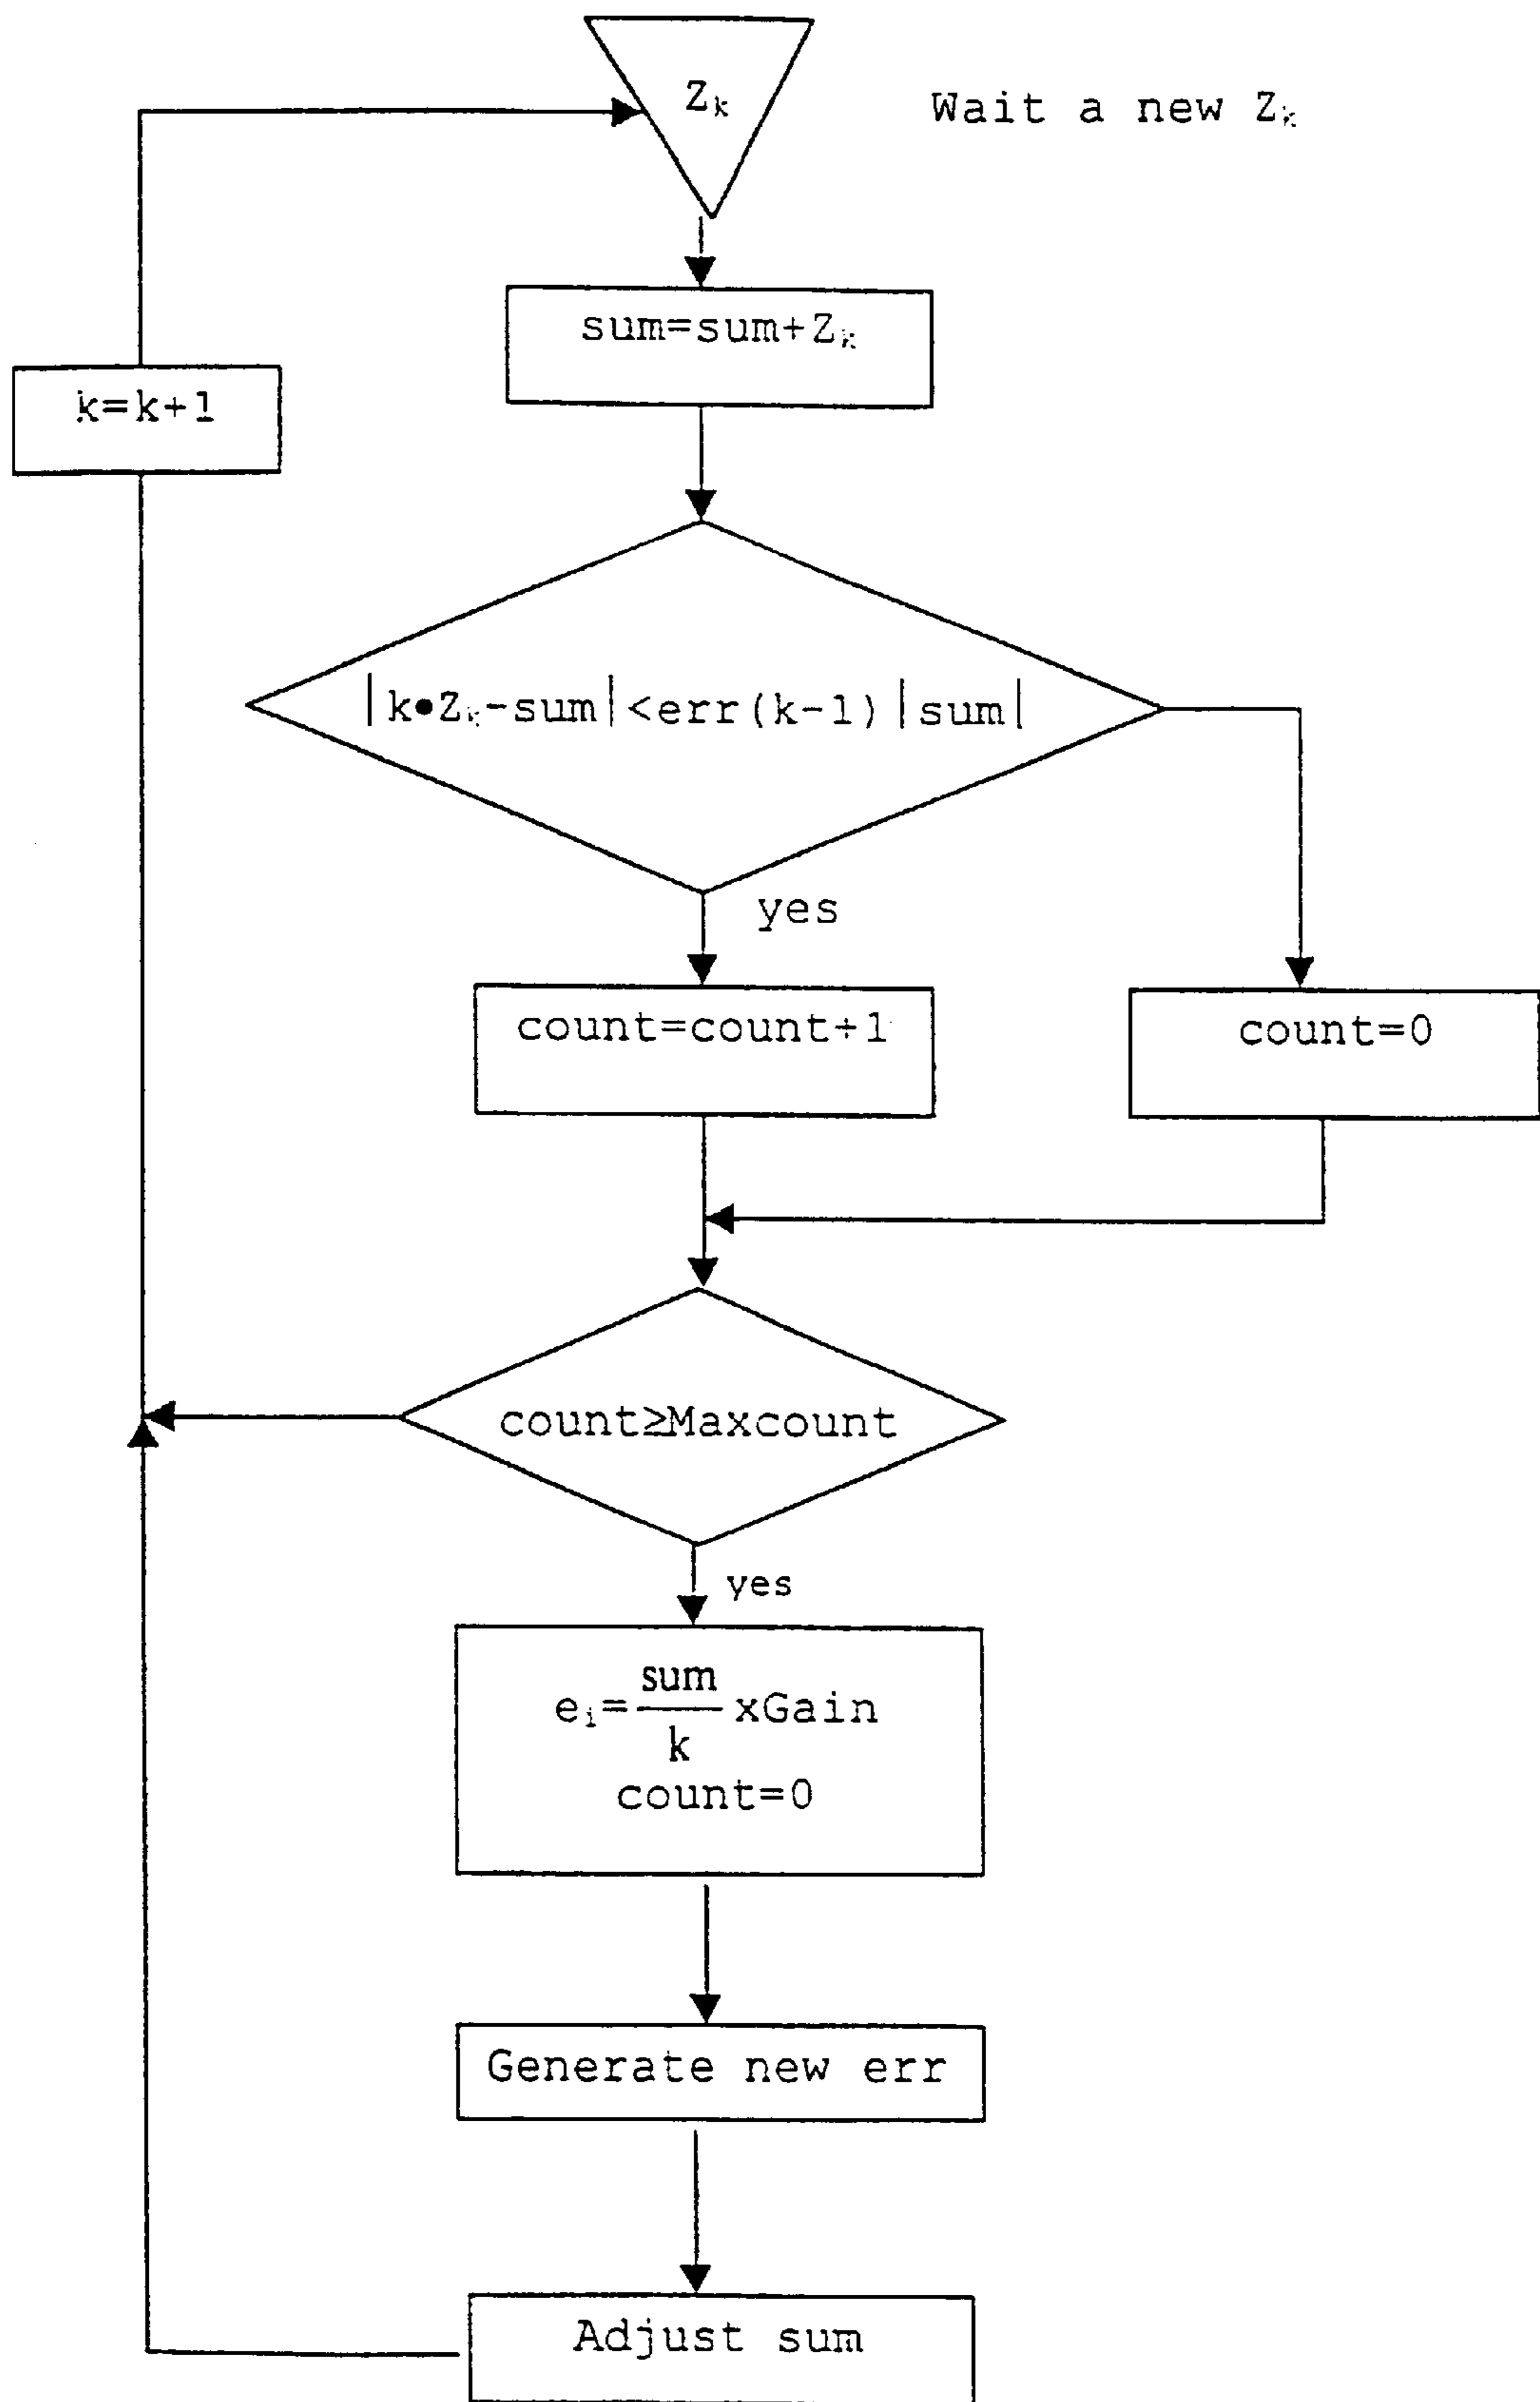 Zk
Wait a new Zk
sum=sum+Zk
k=k+1
|k•Zk-sum|<err(k-1)|sum|
yes
count=count+1
count=0
count≥Maxcount
yes
ei=sum/k xGain
count=0
Generate new err
Adjust sum